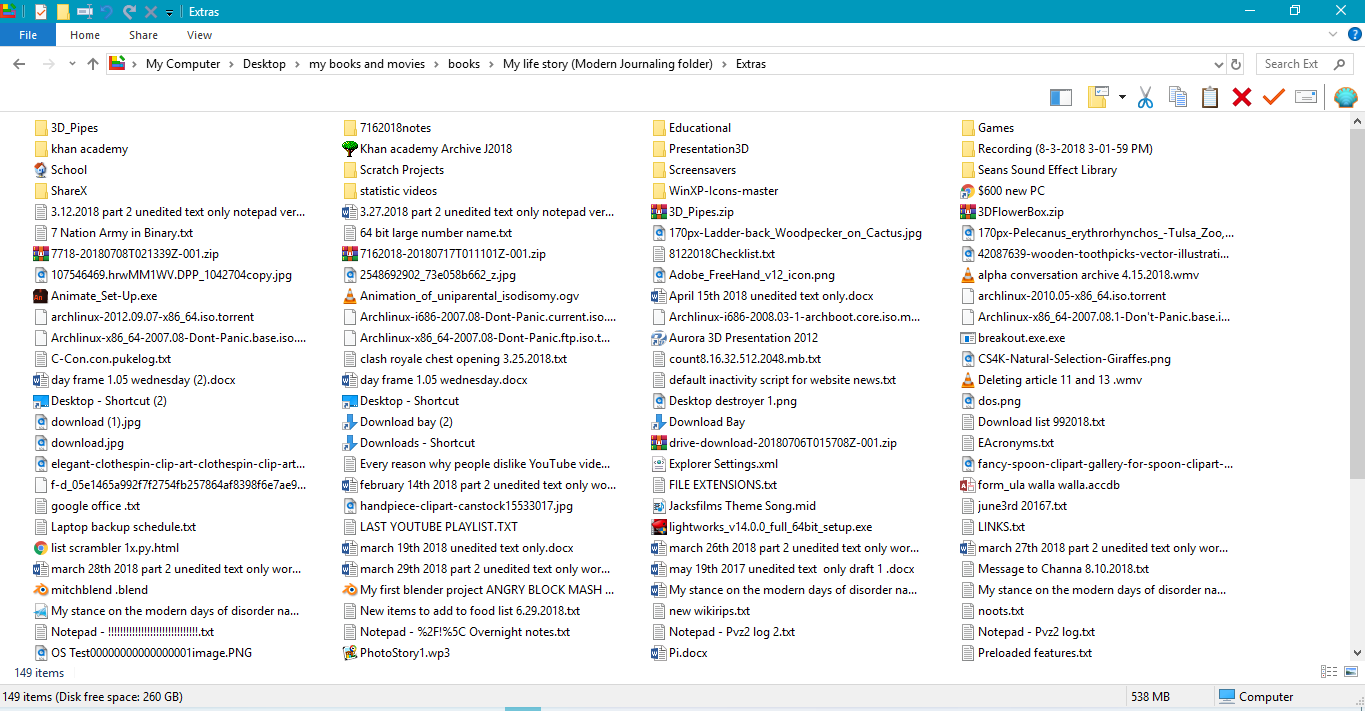 Extras
File Home Share View
My Computer Desktop my books and movies books My life story (Modern Journaling folder) Extras Search Ext
3D_Pipes 7162018notes Educational Games
khan academy Khan academy Archive J2018 Presentation3D Recording (8-3-2018 3-01-59 PM)
School Scratch Projects Screensavers Seans Sound Effect Library
ShareX statistic videos WinXP-Icons-master $600 new PC
3.12.2018 part 2 unedited text only notepad ver... 3.27.2018 part 2 unedited text only notepad ver... 3D_Pipes.zip 3DFlowerBox.zip
7 Nation Army in Binary.txt 64 bit large number name.txt 170px-Ladder-back_Woodpecker_on_Cactus.jpg 170px-Pelecanus_erythrorhynchos_-Tulsa_Zoo,...
7718-20180708T021339Z-001.zip 7162018-20180717T011101Z-001.zip 8122018Checklist.txt 42087639-wooden-toothpicks-vector-illustrati...
107546469.hrwMM1WV.DPP_1042704copy.jpg 2548692902_73e058b662_z.jpg Adobe_FreeHand_v12_icon.png alpha conversation archive 4.15.2018.wmv
Animate_Set-Up.exe Animation_of_uniparental_isodisomy.ogv April 15th 2018 unedited text only.docx archlinux-2010.05-x86_64.iso.torrent
archlinux-2012.09.07-x86_64.iso.torrent Archlinux-i686-2007.08-Dont-Panic.current.iso.... Archlinux-i686-2008.03-1-archboot.core.iso.m... Archlinux-x86_64-2007.08.1-Don't-Panic.base.i...
Archlinux-x86_64-2007.08-Dont-Panic.base.iso.... Archlinux-x86_64-2007.08-Dont-Panic.ftp.iso.t... Aurora 3D Presentation 2012 breakout.exe.exe
C-Con.con.pukelog.txt clash royale chest opening 3.25.2018.txt count8.16.32.512.2048.mb.txt CS4K-Natural-Selection-Giraffes.png
day frame 1.05 wednesday (2).docx day frame 1.05 wednesday.docx default inactivity script for website news.txt Deleting article 11 and 13 .wmv
Desktop - Shortcut (2) Desktop - Shortcut Desktop destroyer 1.png dos.png
download (1).jpg Download bay (2) Download Bay Download list 992018.txt
download.jpg Downloads - Shortcut drive-download-20180706T015708Z-001.zip EAcronyms.txt
elegant-clothespin-clip-art-clothespin-clip-art... Every reason why people dislike YouTube vide... Explorer Settings.xml fancy-spoon-clipart-gallery-for-spoon-clipart-...
f-d_05e1465a992f7f2754fb257864af8398f6e7ae9... february 14th 2018 part 2 unedited text only wo... FILE EXTENSIONS.txt form_ula walla walla.accdb
google office .txt handpiece-clipart-canstock15533017.jpg Jacksfilms Theme Song.mid june3rd 20167.txt
Laptop backup schedule.txt LAST YOUTUBE PLAYLIST.TXT lightworks_v14.0.0_full_64bit_setup.exe LINKS.txt
list scrambler 1x.py.html march 19th 2018 unedited text only.docx march 26th 2018 part 2 unedited text only wor... march 27th 2018 part 2 unedited text only wor...
march 28th 2018 part 2 unedited text only wor... march 29th 2018 part 2 unedited text only wor... may 19th 2017 unedited text only draft 1 .docx Message to Channa 8.10.2018.txt
mitchblend .blend My first blender project ANGRY BLOCK MASH ... My stance on the modern days of disorder na... My stance on the modern days of disorder na...
My stance on the modern days of disorder na... New items to add to food list 6.29.2018.txt new wikirips.txt noots.txt
Notepad - !!!!!!!!!!!!!!!!!!!!!!!!!!!!!!.txt Notepad - %2F!%5C Overnight notes.txt Notepad - Pvz2 log 2.txt Notepad - Pvz2 log.txt
OS Test00000000000000001image.PNG PhotoStory1.wp3 Pi.docx Preloaded features.txt
149 items
149 items (Disk free space: 260 GB) 538 MB Computer